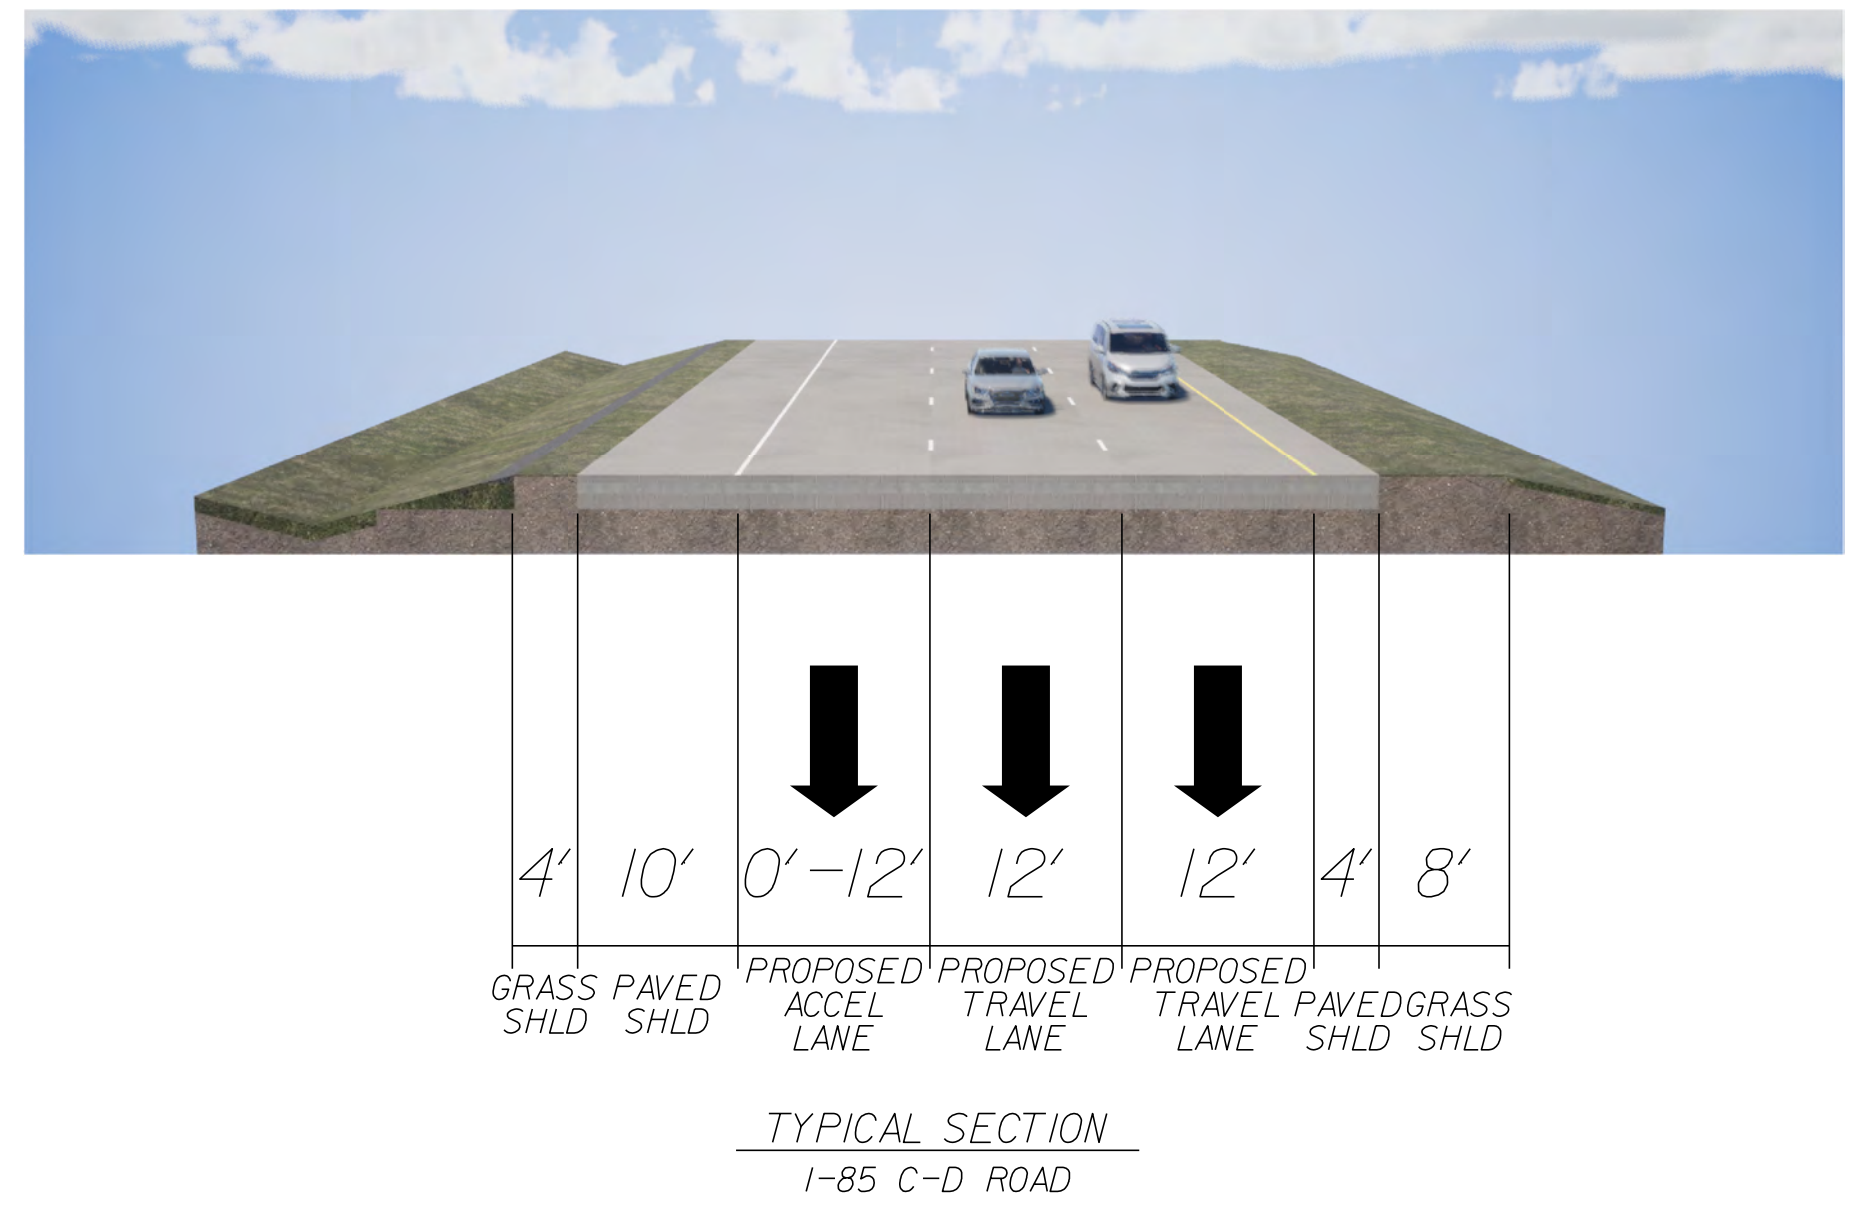 4' 10' 0'-12' 12' 12' 4' 8'
GRASS SHLD
PAVED SHLD
PROPOSED ACCEL LANE
PROPOSED TRAVEL LANE
PROPOSED TRAVEL LANE
PAVED SHLD
GRASS SHLD
TYPICAL SECTION
I-85 C-D ROAD